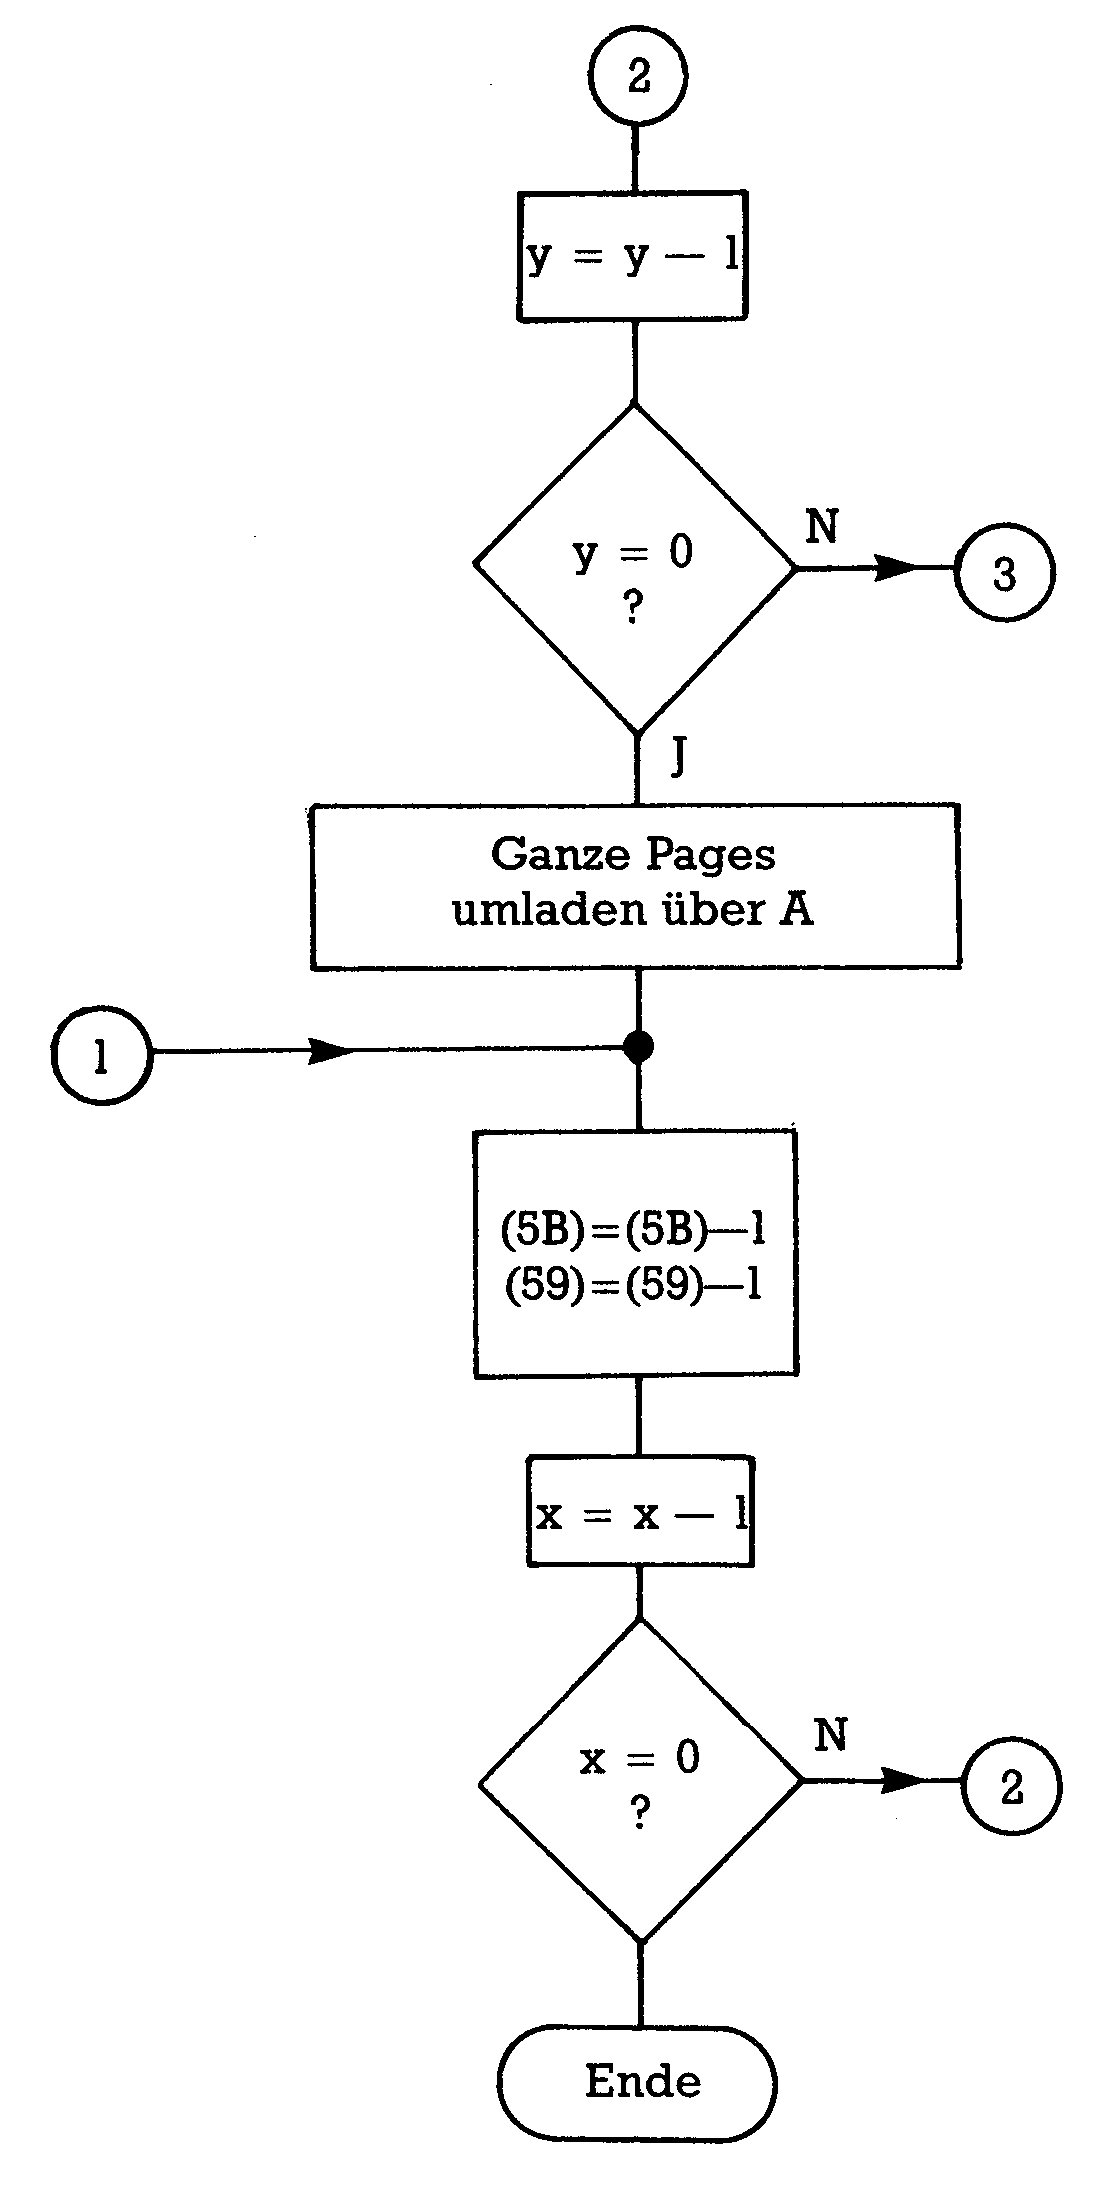 2
y = y — 1
y = 0
?
N
3
J
Ganze Pages
umladen über A
1
(5B)=(5B)—1
(59)=(59)—1
x = x — 1
x = 0
?
N
2
Ende